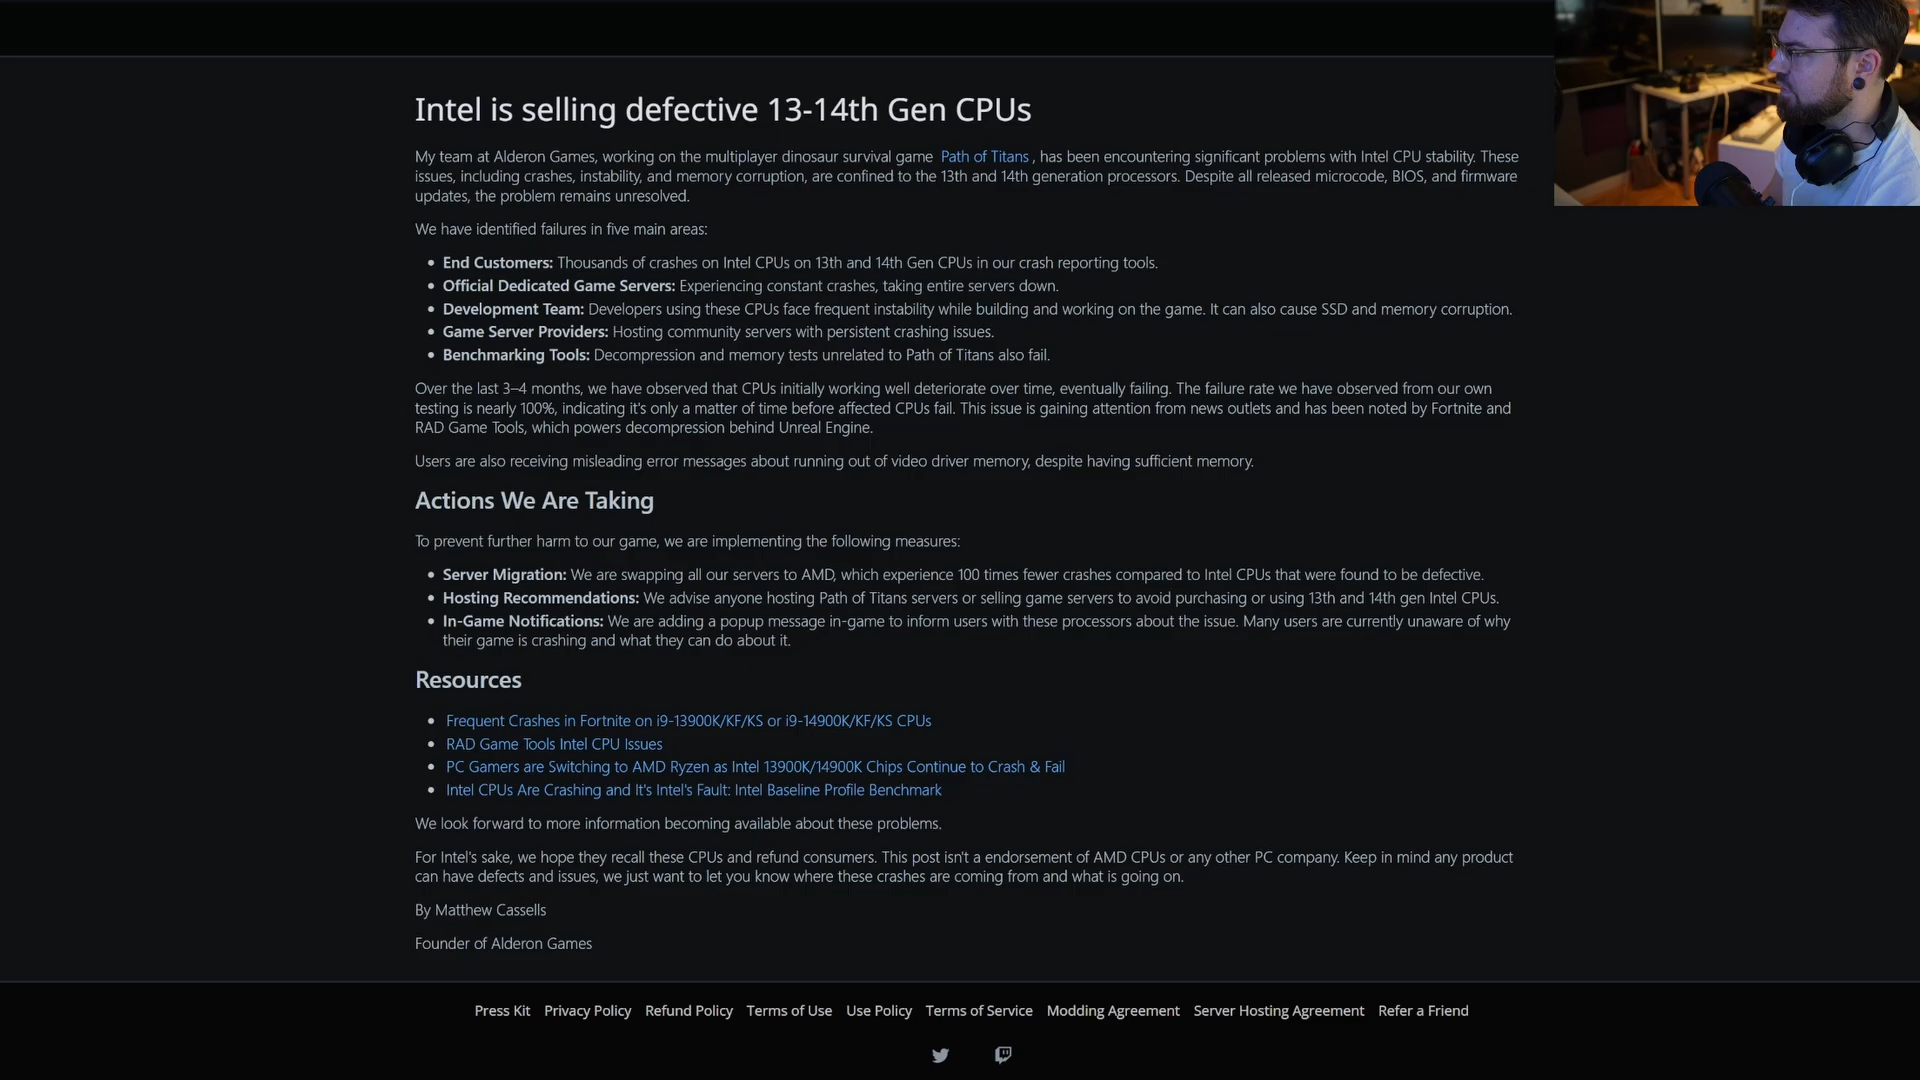 Intel is selling defective 13-14th Gen CPUs
My team at Alderon Games, working on the multiplayer dinosaur survival game Path of Titans , has been encountering significant problems with Intel CPU stability. These
issues, including crashes, instability, and memory corruption, are confined to the 13th and 14th generation processors. Despite all released microcode, BIOS, and firmware
updates, the problem remains unresolved.
We have identified failures in five main areas:
• End Customers: Thousands of crashes on Intel CPUs on 13th and 14th Gen CPUs in our crash reporting tools.
• Official Dedicated Game Servers: Experiencing constant crashes, taking entire servers down.
• Development Team: Developers using these CPUs face frequent instability while building and working on the game. It can also cause SSD and memory corruption.
• Game Server Providers: Hosting community servers with persistent crashing issues.
• Benchmarking Tools: Decompression and memory tests unrelated to Path of Titans also fail.
Over the last 3–4 months, we have observed that CPUs initially working well deteriorate over time, eventually failing. The failure rate we have observed from our own
testing is nearly 100%, indicating it's only a matter of time before affected CPUs fail. This issue is gaining attention from news outlets and has been noted by Fortnite and
RAD Game Tools, which powers decompression behind Unreal Engine.
Users are also receiving misleading error messages about running out of video driver memory, despite having sufficient memory.
Actions We Are Taking
To prevent further harm to our game, we are implementing the following measures:
• Server Migration: We are swapping all our servers to AMD, which experience 100 times fewer crashes compared to Intel CPUs that were found to be defective.
• Hosting Recommendations: We advise anyone hosting Path of Titans servers or selling game servers to avoid purchasing or using 13th and 14th gen Intel CPUs.
• In-Game Notifications: We are adding a popup message in-game to inform users with these processors about the issue. Many users are currently unaware of why
their game is crashing and what they can do about it.
Resources
• Frequent Crashes in Fortnite on i9-13900K/KF/KS or i9-14900K/KF/KS CPUs
• RAD Game Tools Intel CPU Issues
• PC Gamers are Switching to AMD Ryzen as Intel 13900K/14900K Chips Continue to Crash & Fail
• Intel CPUs Are Crashing and It's Intel's Fault: Intel Baseline Profile Benchmark
We look forward to more information becoming available about these problems.
For Intel's sake, we hope they recall these CPUs and refund consumers. This post isn't a endorsement of AMD CPUs or any other PC company. Keep in mind any product
can have defects and issues, we just want to let you know where these crashes are coming from and what is going on.
By Matthew Cassells
Founder of Alderon Games
Press Kit Privacy Policy Refund Policy Terms of Use Use Policy Terms of Service Modding Agreement Server Hosting Agreement Refer a Friend